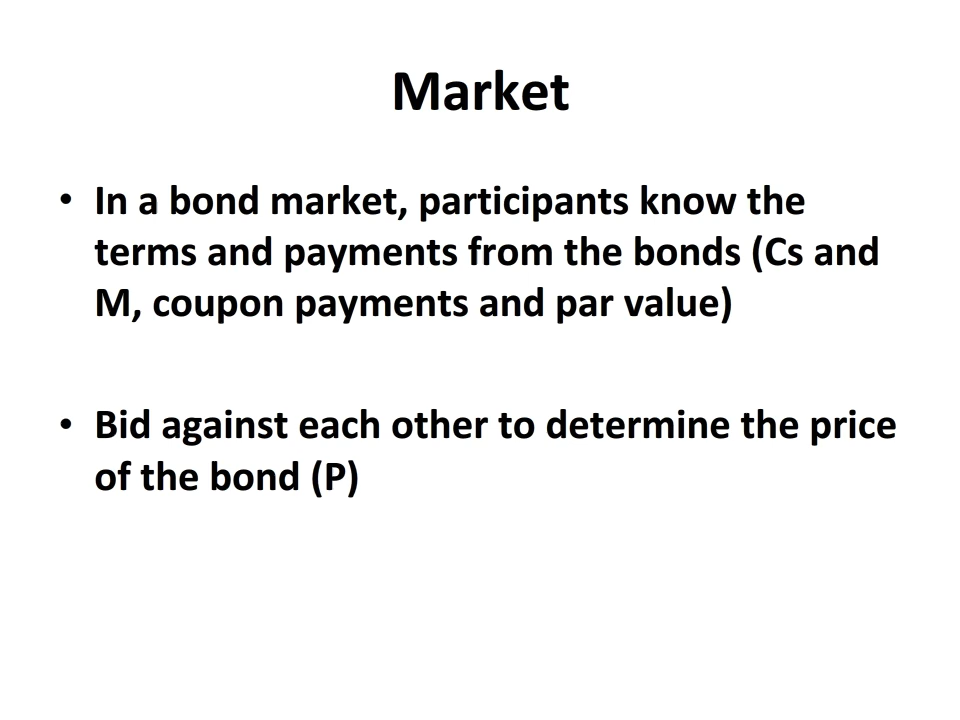 Market
• In a bond market, participants know the
terms and payments from the bonds (Cs and
M, coupon payments and par value)
• Bid against each other to determine the price
of the bond (P)